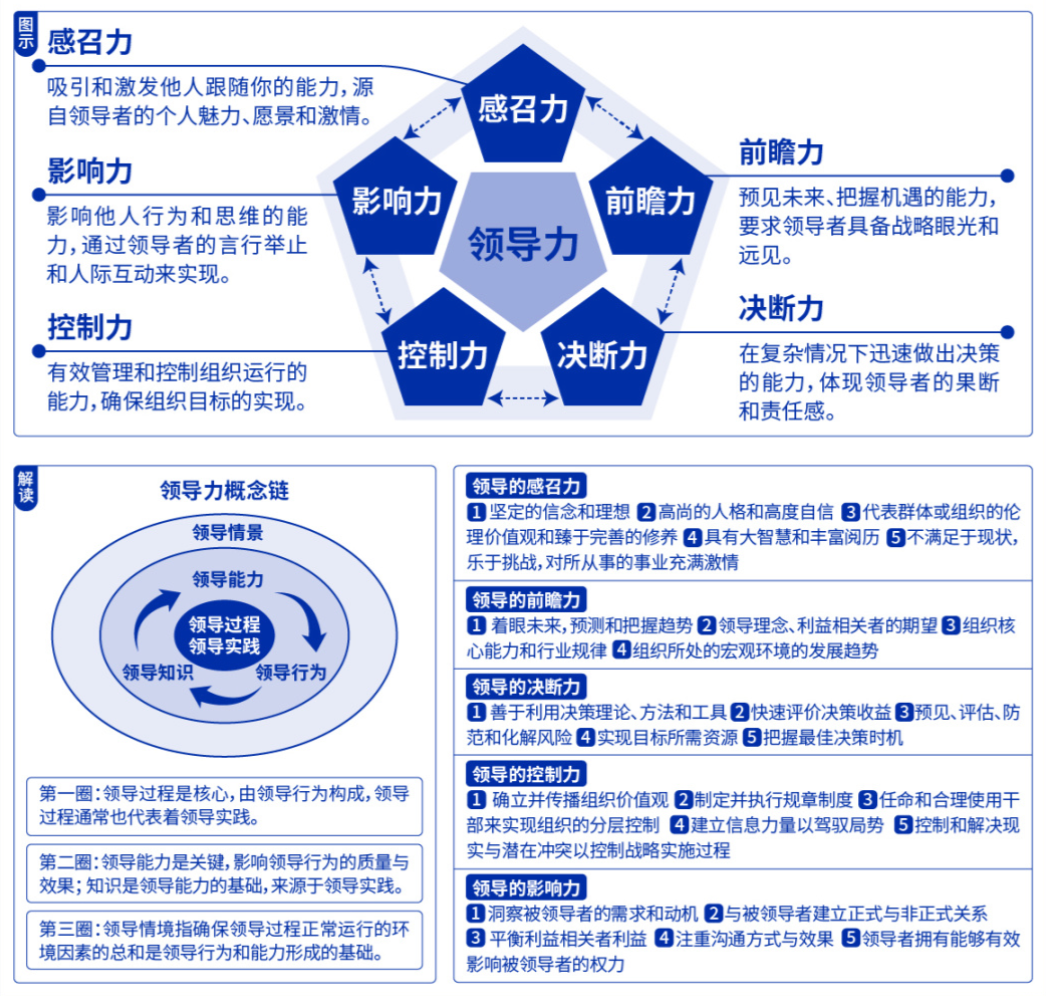 图示
感召力
吸引和激发他人跟随你的能力，源
自领导者的个人魅力、愿景和激情。
影响力
影响他人行为和思维的能
力，通过领导者的言行举止
和人际互动来实现。
控制力
有效管理和控制组织运行的
能力，确保组织目标的实现。
感召力
影响力
前瞻力
领导力
控制力
决断力
前瞻力
预见未来、把握机遇的能力，
要求领导者具备战略眼光和
远见。
决断力
在复杂情况下迅速做出决策
的能力，体现领导者的果断
和责任感。
解读
领导力概念链
领导情景
领导能力
领导过程
领导实践
领导知识
领导行为
第一圈：领导过程是核心，由领导行为构成，领导
过程通常也代表着领导实践。
第二圈：领导能力是关键，影响领导行为的质量与
效果；知识是领导能力的基础，来源于领导实践。
第三圈：领导情境指确保领导过程正常运行的环
境因素的总和是领导行为和能力形成的基础。
领导的感召力
1 坚定的信念和理想 2 高尚的人格和高度自信 3 代表群体或组织的伦
理价值观和臻于完善的修养 4 具有大智慧和丰富阅历 5 不满足于现状，
乐于挑战，对所从事的事业充满激情
领导的前瞻力
1 着眼未来，预测和把握趋势 2 领导理念、利益相关者的期望 3 组织核
心能力和行业规律 4 组织所处的宏观环境的发展趋势
领导的决断力
1 善于利用决策理论、方法和工具 2 快速评价决策收益 3 预见、评估、防
范和化解风险 4 实现目标所需资源 5 把握最佳决策时机
领导的控制力
1 确立并传播组织价值观 2 制定并执行规章制度 3 任命和合理使用干
部来实现组织的分层控制 4 建立信息力量以驾驭局势 5 控制和解决现
实与潜在冲突以控制战略实施过程
领导的影响力
1 洞察被领导者的需求和动机 2 与被领导者建立正式与非正式关系
3 平衡利益相关者利益 4 注重沟通方式与效果 5 领导者拥有能够有效
影响被领导者的权力